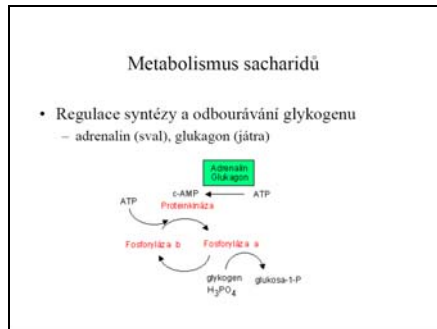 Metabolismus sacharidů
• Regulace syntézy a odbourávání glykogenu
– adrenalin (sval), glukagon (játra)
Adrenalin
Glukagon
c-AMP
ATP
ATP
Proteinkináza
Fosforyláza b
Fosforyláza a
glykogen
H₃PO₄
glukosa-1-P